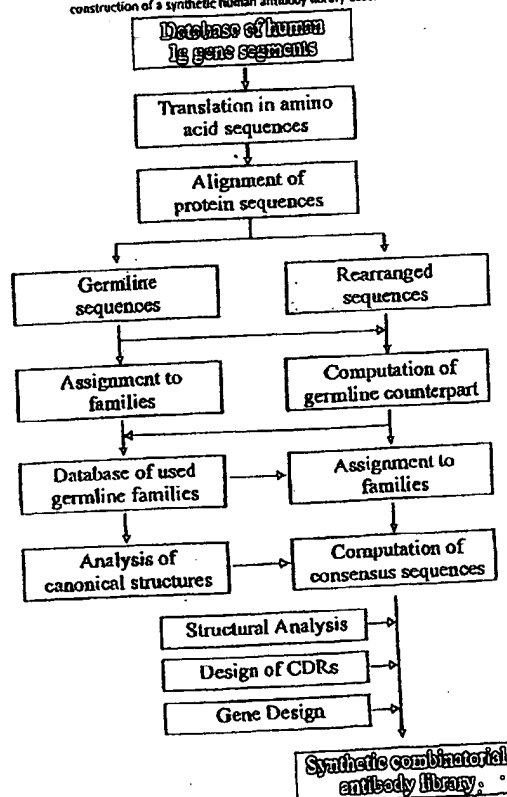 construction of a synthetic human antibody library
Database of human
Ig gene segments
Translation in amino
acid sequences
Alignment of
protein sequences
Germline
sequences
Rearranged
sequences
Assignment to
families
Computation of
germline counterpart
Database of used
germline families
Assignment to
families
Analysis of
canonical structures
Computation of
consensus sequences
Structural Analysis
Design of CDRs
Gene Design
Synthetic combinatorial
antibody library